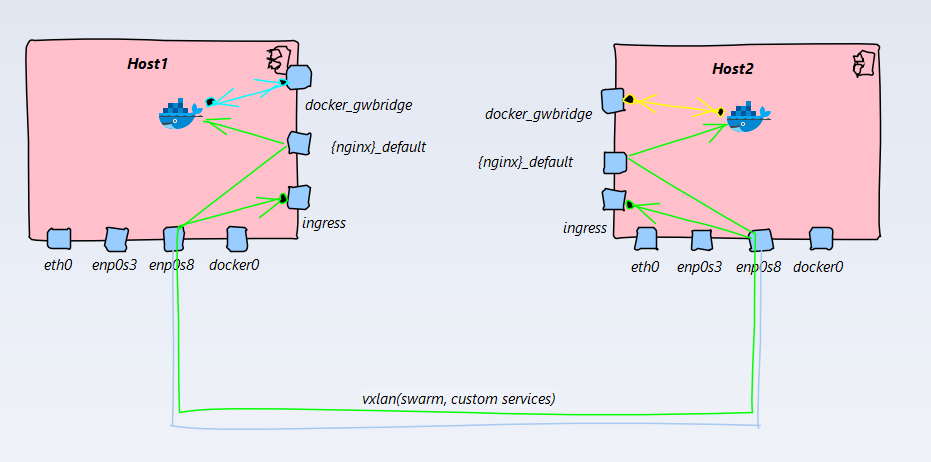 Host1
docker_gwbridge
{nginx}_default
ingress
eth0
enp0s3
enp0s8
docker0
Host2
docker_gwbridge
{nginx}_default
ingress
eth0
enp0s3
enp0s8
docker0
vxlan(swarm, custom services)